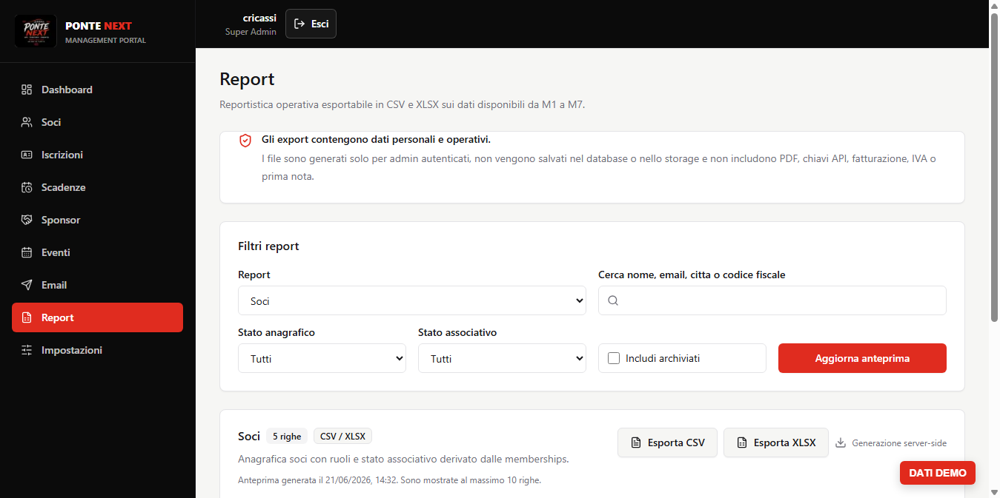 PONTE
NEXT
PONTE NEXT
MANAGEMENT PORTAL
cricassi
Super Admin
Esci
Dashboard
Soci
Iscrizioni
Scadenze
Sponsor
Eventi
Email
Report
Impostazioni
Report
Reportistica operativa esportabile in CSV e XLSX sui dati disponibili da M1 a M7.
Gli export contengono dati personali e operativi.
I file sono generati solo per admin autenticati, non vengono salvati nel database o nello storage e non includono PDF, chiavi API, fatturazione, IVA o
prima nota.
Filtri report
Report
Cerca nome, email, citta o codice fiscale
Soci
Stato anagrafico
Stato associativo
Tutti
Tutti
Includi archiviati
Aggiorna anteprima
Soci
5 righe
CSV / XLSX
Esporta CSV
Esporta XLSX
Generazione server-side
Anagrafica soci con ruoli e stato associativo derivato dalle memberships.
Anteprima generata il 21/06/2026, 14:32. Sono mostrate al massimo 10 righe.
DATI DEMO